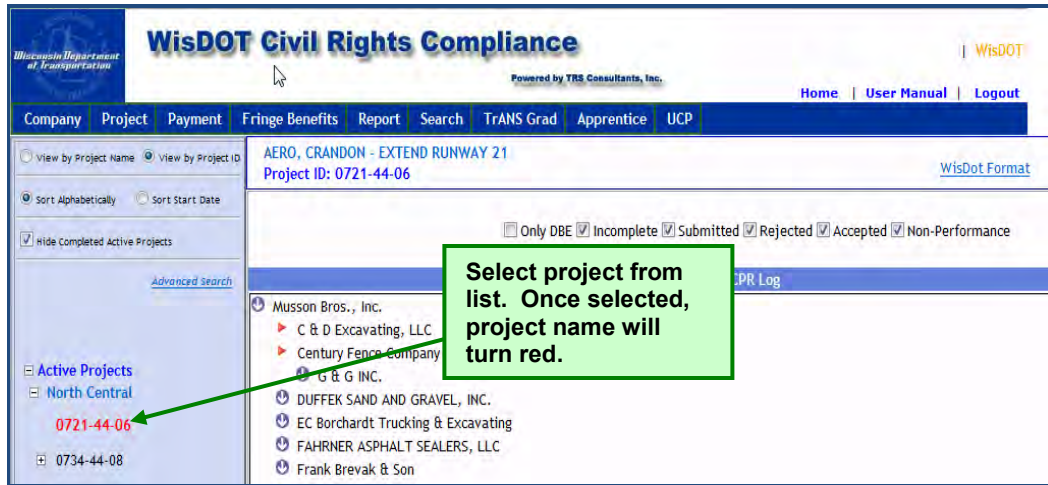 Wisconsin Department
of Transportation
WisDOT Civil Rights Compliance
Powered by TRS Consultants, Inc.
| WisDOT
Home | User Manual | Logout
Company Project Payment Fringe Benefits Report Search TrANS Grad Apprentice UCP
View by Project Name View by Project ID
Sort Alphabetically Sort Start Date
Hide Completed Active Projects
Advanced Search
Active Projects
North Central
0721-44-06
0734-44-08
AERO, CRANDON - EXTEND RUNWAY 21
Project ID: 0721-44-06
WisDot Format
Only DBE Incomplete Submitted Rejected Accepted Non-Performance
CPR Log
Select project from
list. Once selected,
project name will
turn red.
Musson Bros., Inc.
C & D Excavating, LLC
Century Fence Company
G & G INC.
DUFFEK SAND AND GRAVEL, INC.
EC Borchardt Trucking & Excavating
FAHRNER ASPHALT SEALERS, LLC
Frank Brevak & Son